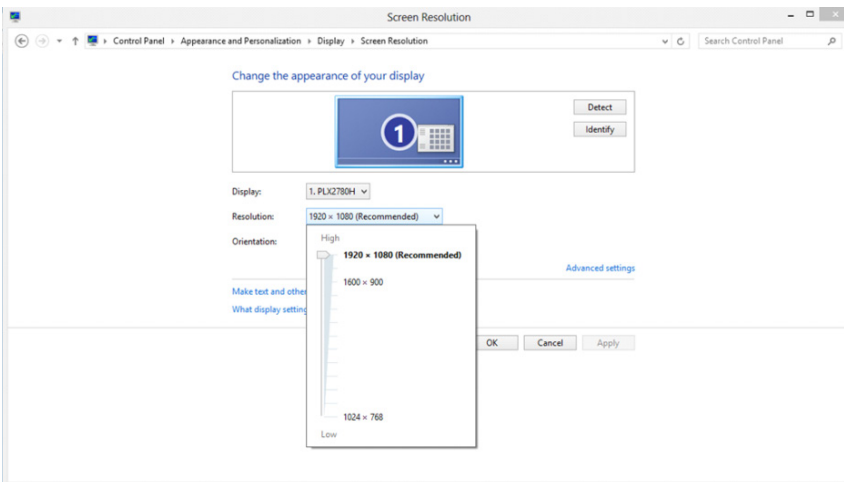 Screen Resolution
Control Panel Appearance and Personalization Display Screen Resolution
Search Control Panel
Change the appearance of your display
1
Detect
Identify
Display: 1. PLX2780H
Resolution: 1920 × 1080 (Recommended)
Orientation:
High
1920 × 1080 (Recommended)
1600 × 900
1024 × 768
Low
Advanced settings
Make text and other
What display setting
OK Cancel Apply